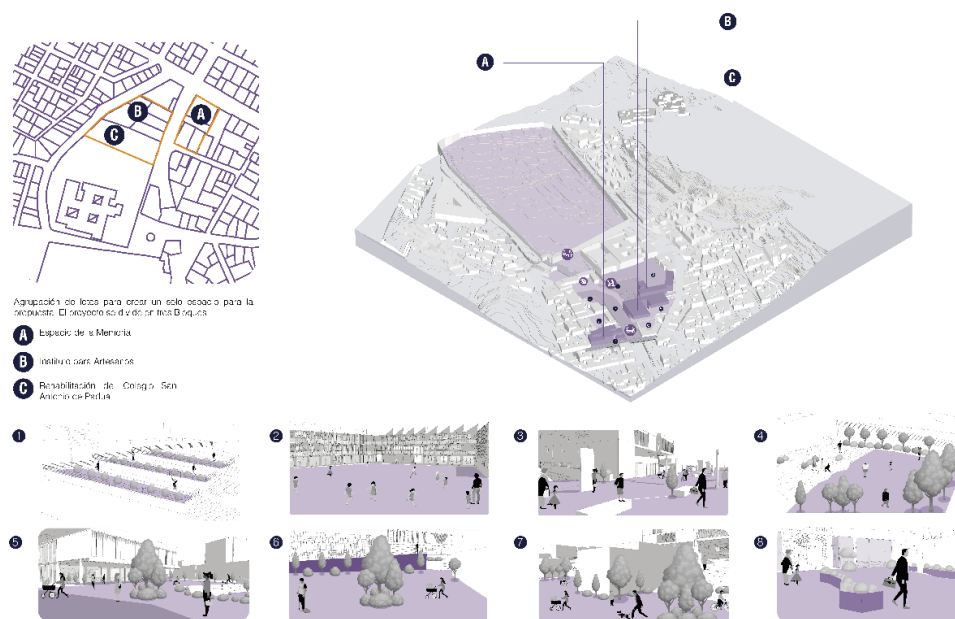 B
A
C
B
A
C
Agrupación de lotes para crear un solo espacio para la
propuesta. El proyecto se divide en tres Bloques
A Espacio de la Memoria
B Instituto para Artesanos
C Rehabilitación del Colegio San
Antonio de Padua
1
2
3
4
5
6
7
8